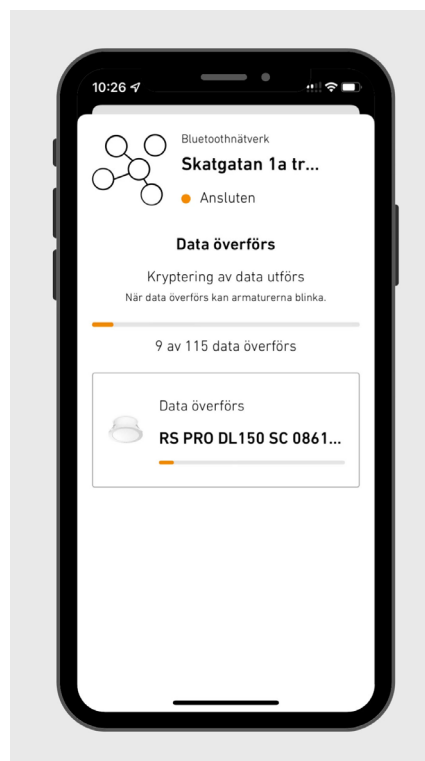 10:26
Bluetoothnätverk
Skatgatan 1a tr...
Ansluten
Data överförs
Kryptering av data utförs
När data överförs kan armaturerna blinka.
9 av 115 data överförs
Data överförs
RS PRO DL150 SC 0861...